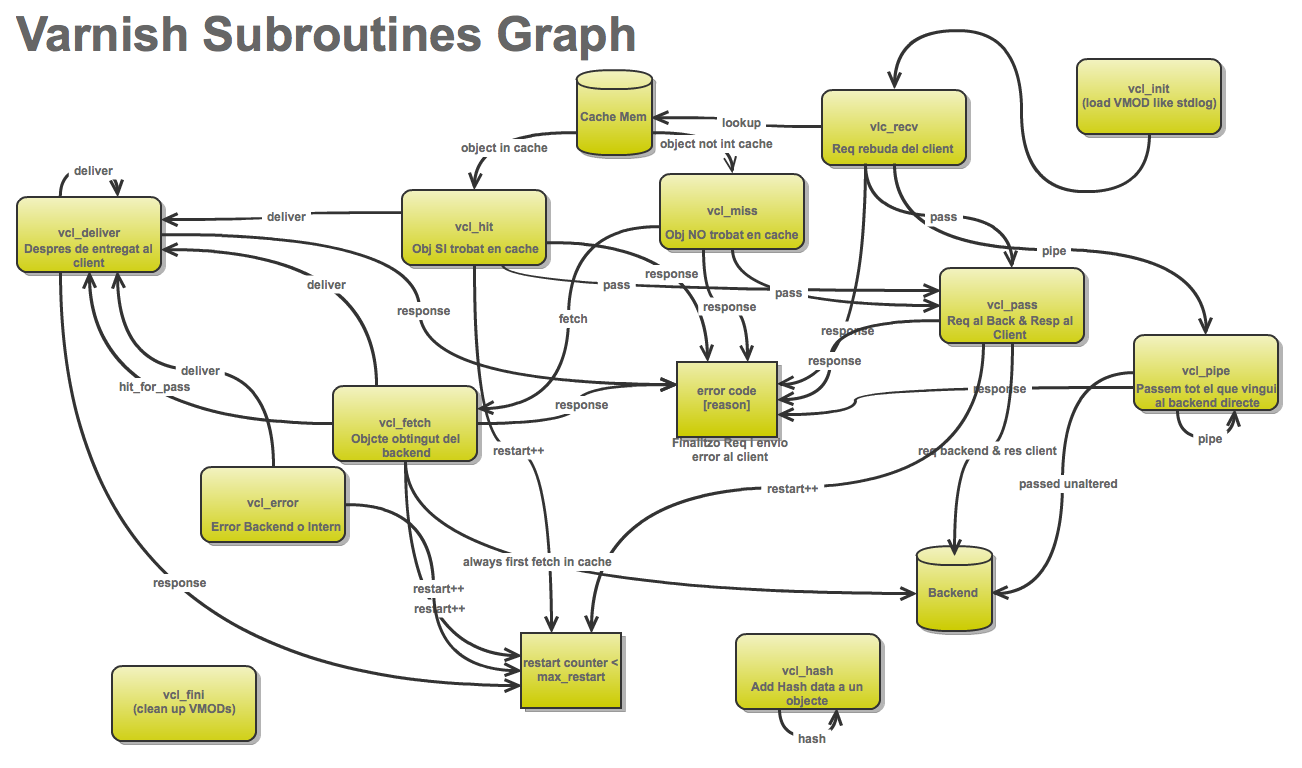 Varnish Subroutines Graph
vcl_init
(load VMOD like stdlog)
Cache Mem
lookup
vlc_recv
Req rebuda del client
object in cache
object not int cache
deliver
vcl_deliver
Despres de entregat al
client
deliver
vcl_hit
Obj SI trobat en cache
vcl_miss
Obj NO trobat en cache
pass
pipe
response
pass
pass
deliver
response
response
fetch
vcl_pass
Req al Back & Resp al
Client
response
response
vcl_pipe
Passem tot el que vingui
al backend directe
pipe
deliver
hit_for_pass
error code
[reason]
Finalitzo Req i envio
error al client
response
response
vcl_fetch
Objcte obtingut del
backend
restart++
req backend & res client
passed unaltered
restart++
vcl_error
Error Backend o Intern
always first fetch in cache
response
restart++
restart++
Backend
restart counter <
max_restart
vcl_hash
Add Hash data a un
objecte
hash
vcl_fini
(clean up VMODs)